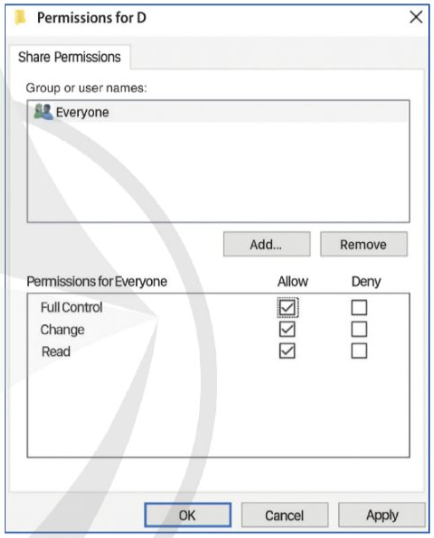 Permissions for D
Share Permissions
Group or user names:
Everyone
Add... Remove
Permissions for Everyone Allow Deny
Full Control
Change
Read
OK Cancel Apply